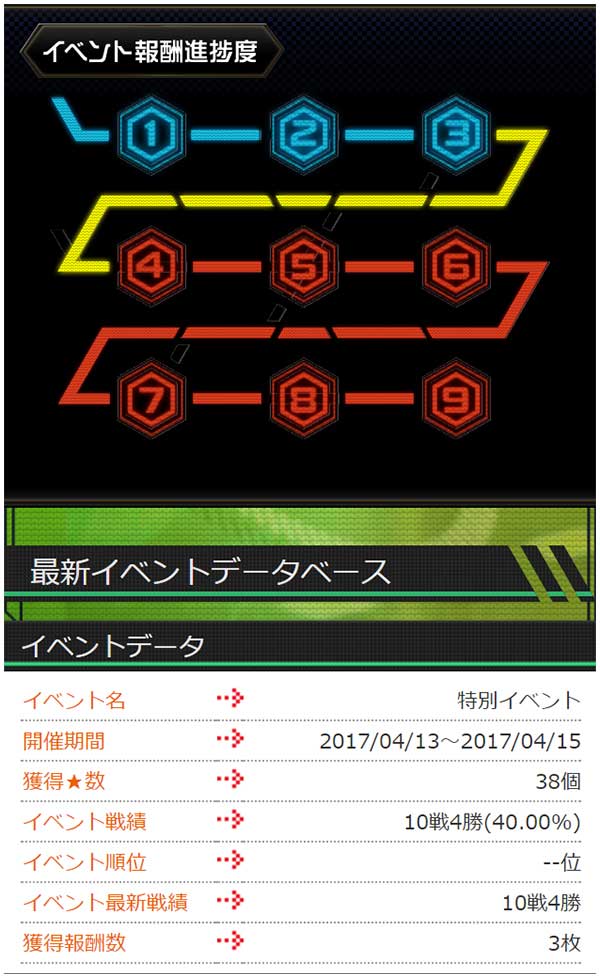 イベント報酬進捗度
1 2 3
4 5 6
7 8 9
最新イベントデータベース
イベントデータ
イベント名 特別イベント
開催期間 2017/04/13～2017/04/15
獲得★数 38個
イベント戦績 10戦4勝(40.00%)
イベント順位 --位
イベント最新戦績 10戦4勝
獲得報酬数 3枚